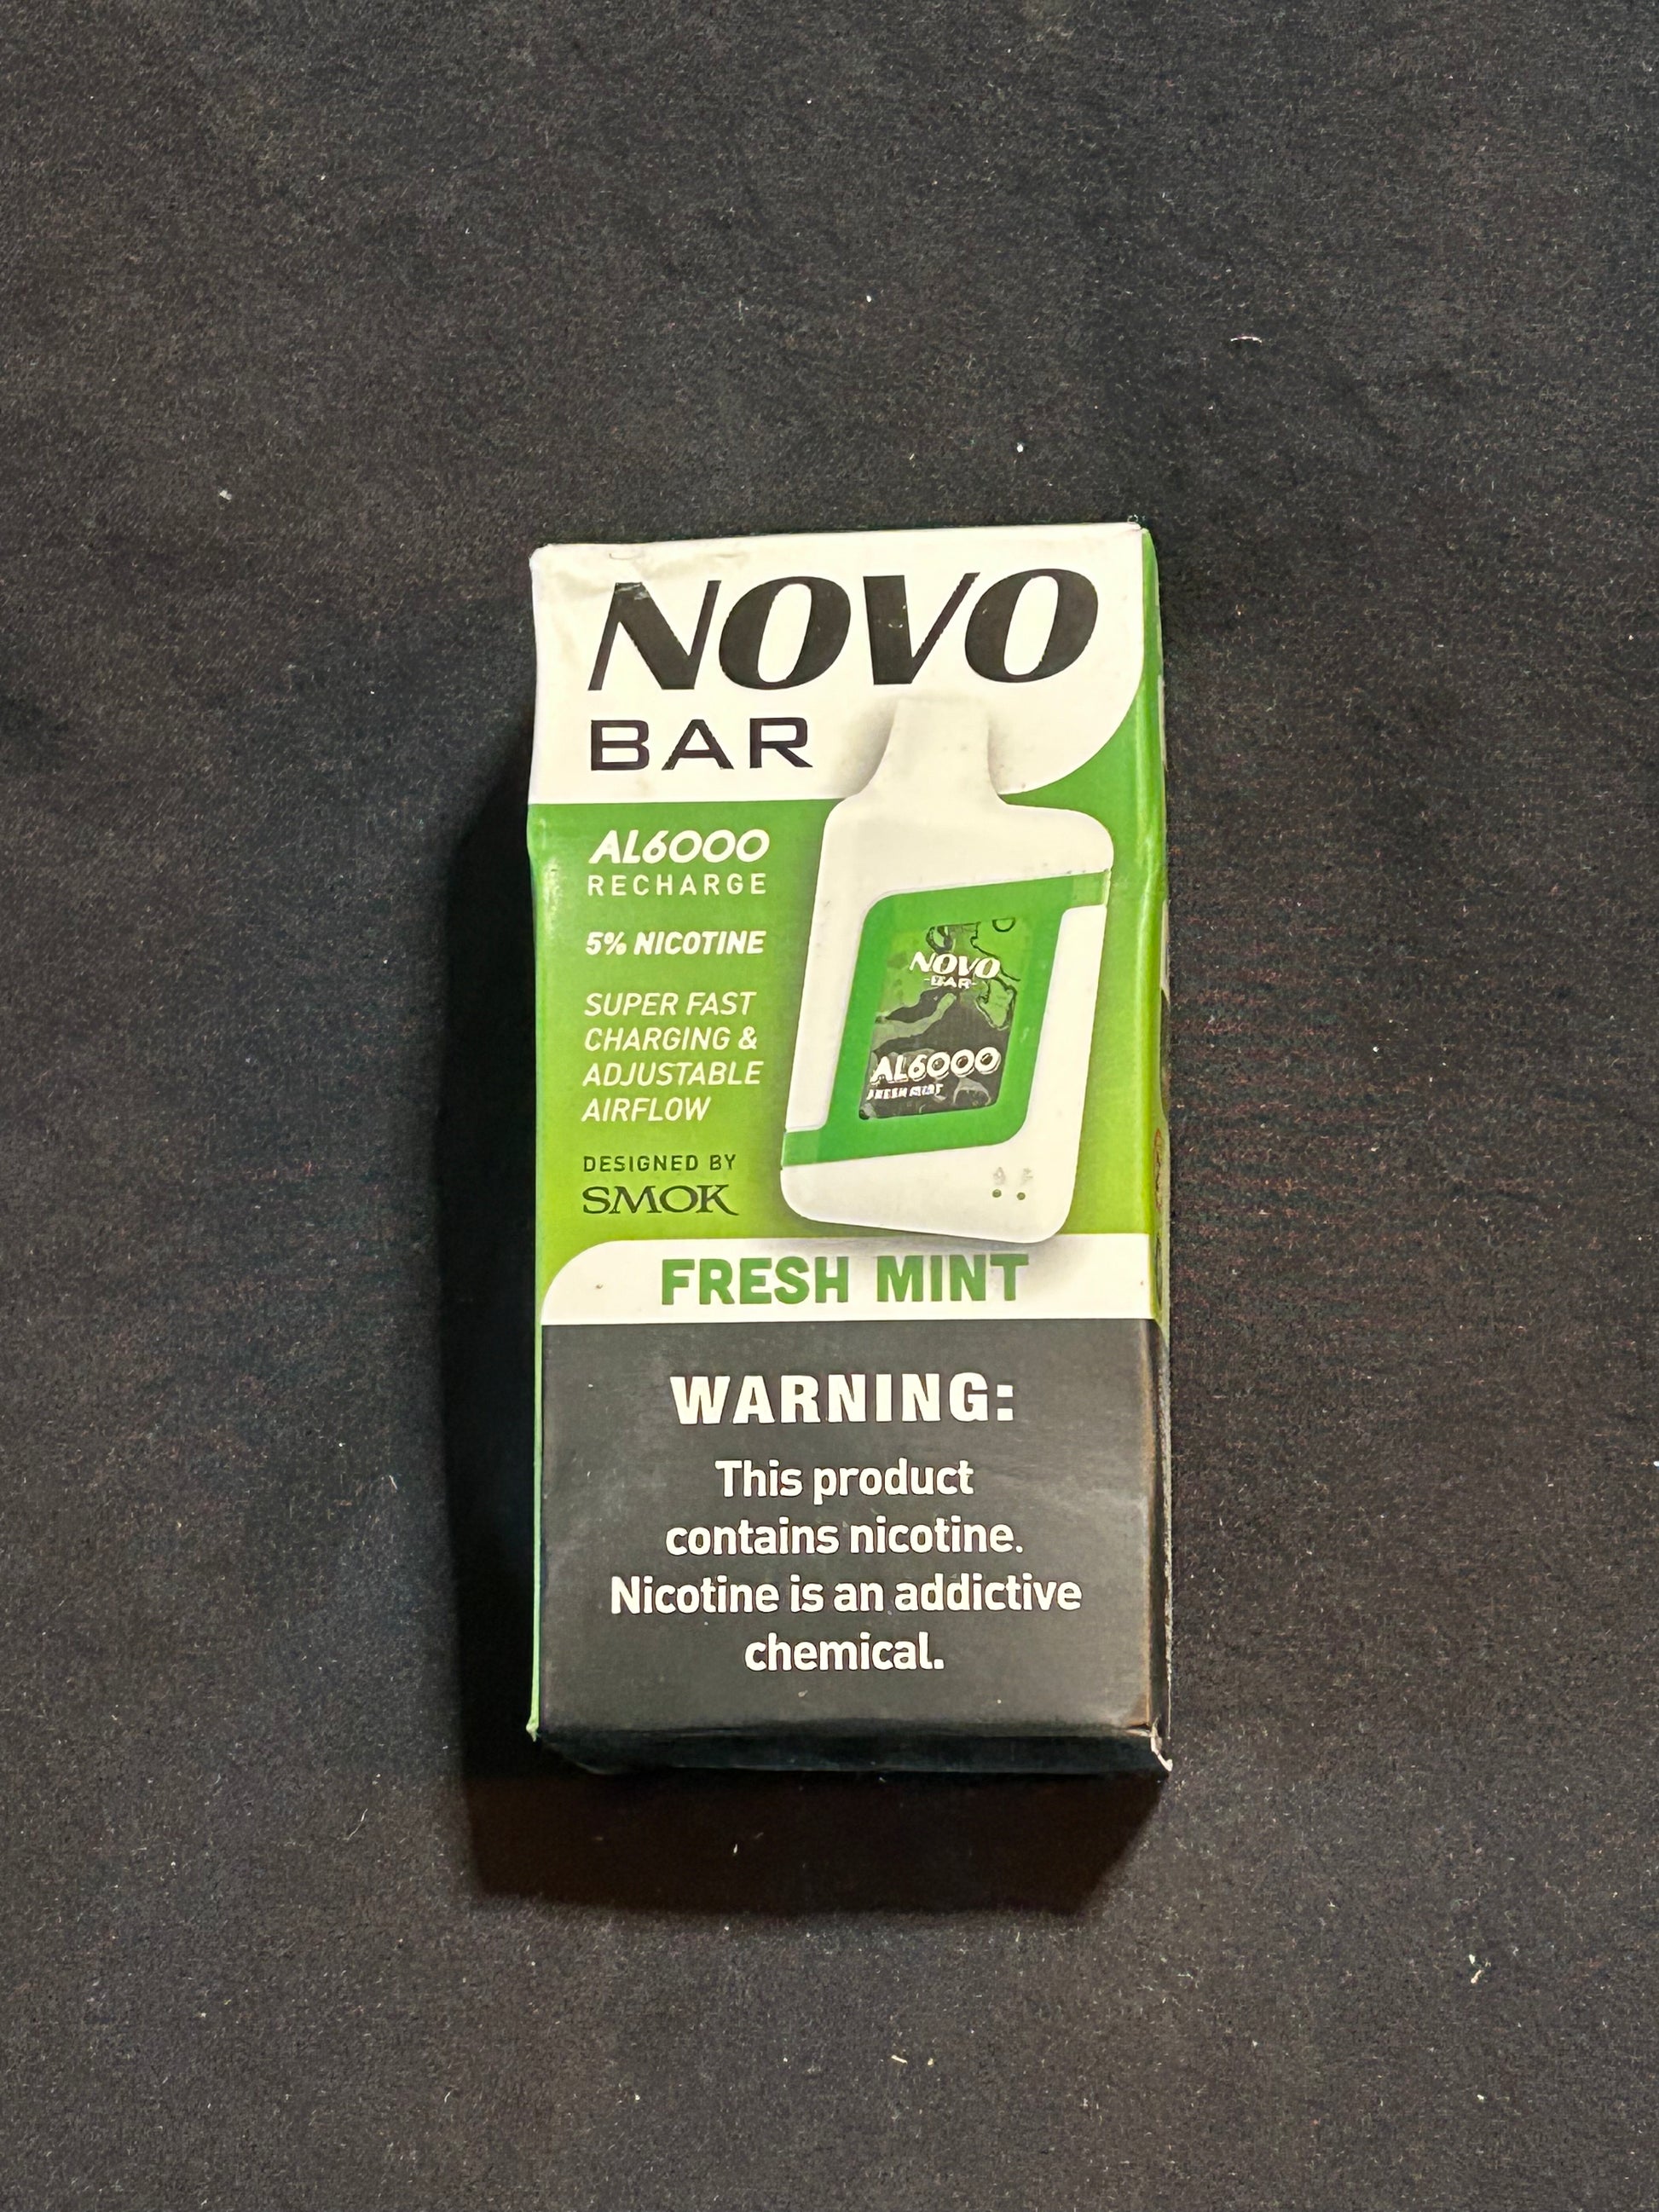 NOVO
BAR
AL6000
RECHARGE
5% NICOTINE
SUPER FAST
CHARGING &
ADJUSTABLE
AIRFLOW
DESIGNED BY
SMOK
NOVO
BAR
AL6000
FRESH MINT
FRESH MINT
WARNING:
This product
contains nicotine.
Nicotine is an addictive
chemical.